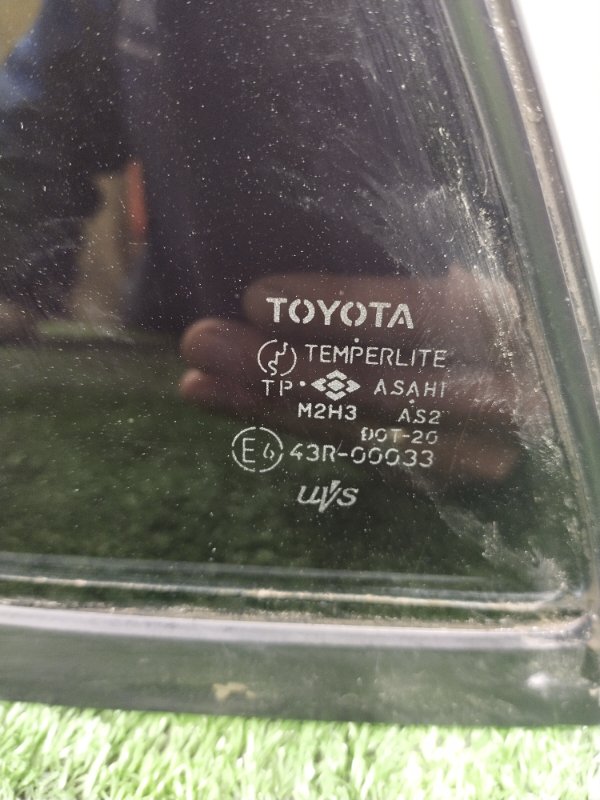 TOYOTA
TEMPERLITE
TP• ASAHI
M2H3 AS2
DOT-20
E6 43R-00033
UVS